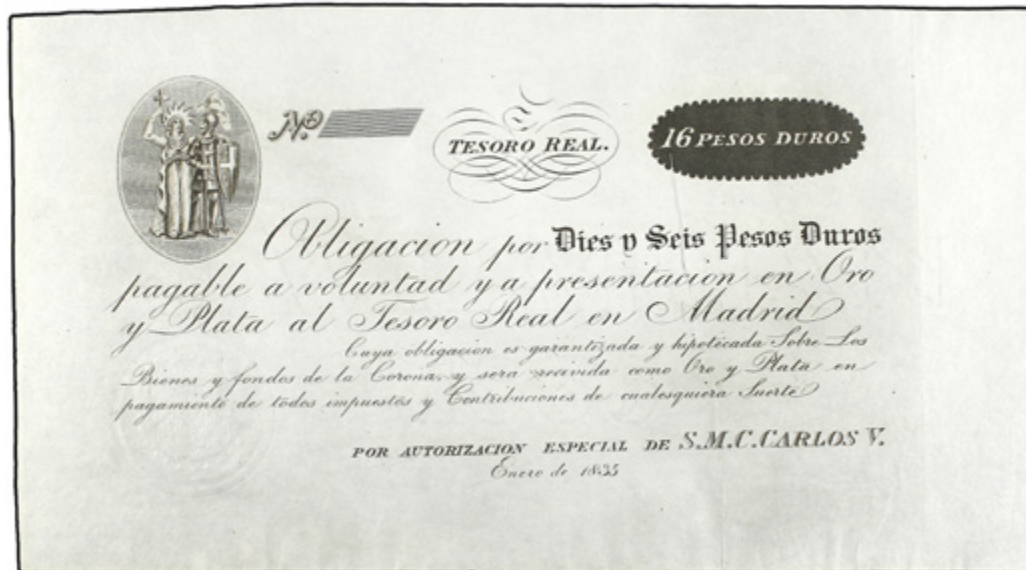 Nº
TESORO REAL.
16 PESOS DUROS
Obligacion por Dies y Seis Pesos Duros
pagable a voluntad y a presentacion en Oro
y Plata al Tesoro Real en Madrid
Cuya obligacion es garantizada y hipotecada Sobre Los
Bienes y fondos de la Corona, y sera recivida como Oro y Plata en
pagamiento de todos impuestos y Contribuciones de cualesquiera Suerte
POR AUTORIZACION ESPECIAL DE S.M.C. CARLOS V.
Enero de 1835